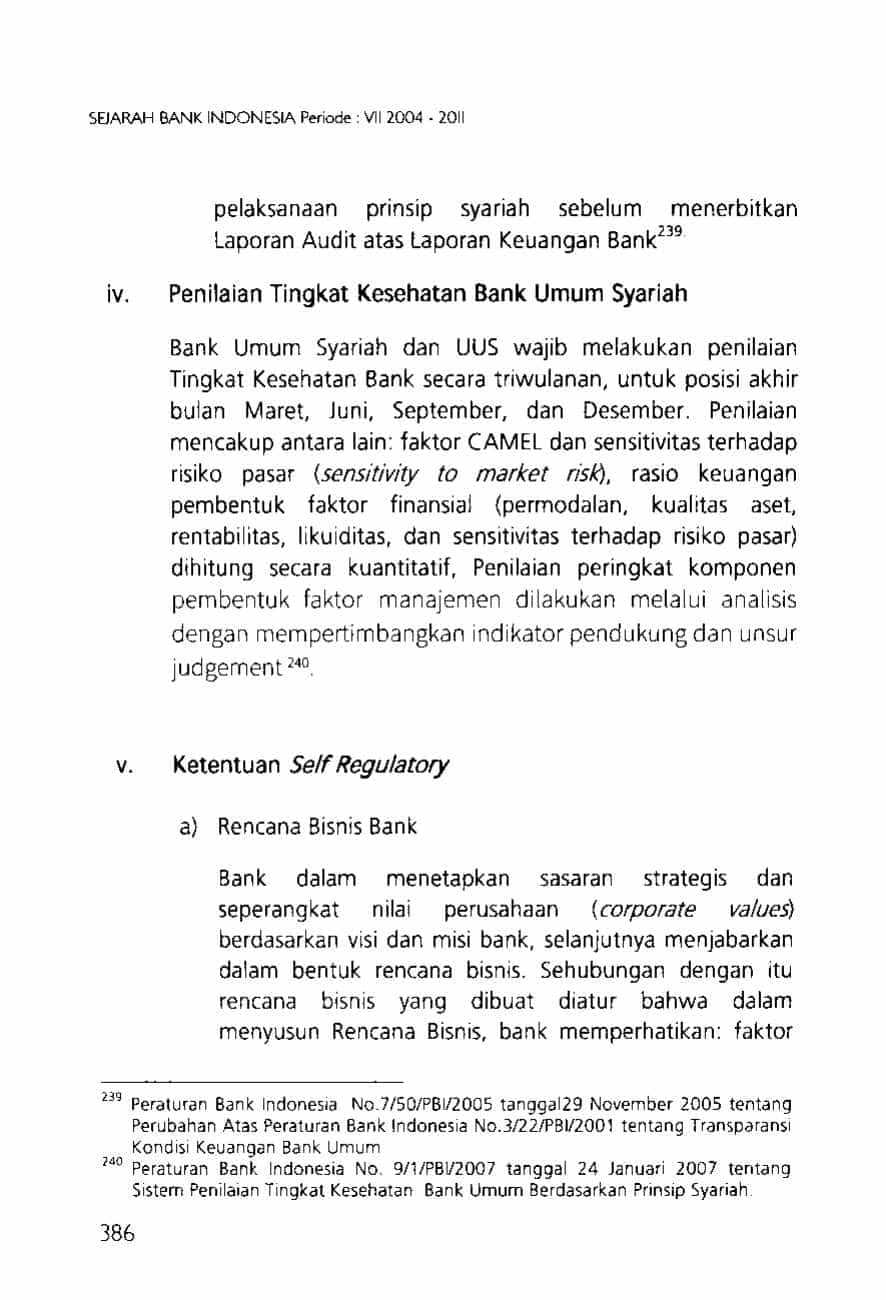 SEJARAH BANK INDONESIA Periode : VII 2004 - 2011
pelaksanaan prinsip syariah sebelum menerbitkan
Laporan Audit atas Laporan Keuangan Bank239.
iv. Penilaian Tingkat Kesehatan Bank Umum Syariah
Bank Umum Syariah dan UUS wajib melakukan penilaian
Tingkat Kesehatan Bank secara triwulanan, untuk posisi akhir
bulan Maret, Juni, September, dan Desember. Penilaian
mencakup antara lain: faktor CAMEL dan sensitivitas terhadap
risiko pasar (sensitivity to market risk), rasio keuangan
pembentuk faktor finansial (permodalan, kualitas aset,
rentabilitas, likuiditas, dan sensitivitas terhadap risiko pasar)
dihitung secara kuantitatif, Penilaian peringkat komponen
pembentuk faktor manajemen dilakukan melalui analisis
dengan mempertimbangkan indikator pendukung dan unsur
judgement 240.
v. Ketentuan Self Regulatory
a) Rencana Bisnis Bank
Bank dalam menetapkan sasaran strategis dan
seperangkat nilai perusahaan (corporate values)
berdasarkan visi dan misi bank, selanjutnya menjabarkan
dalam bentuk rencana bisnis. Sehubungan dengan itu
rencana bisnis yang dibuat diatur bahwa dalam
menyusun Rencana Bisnis, bank memperhatikan: faktor
239 Peraturan Bank Indonesia No.7/50/PBI/2005 tanggal29 November 2005 tentang
Perubahan Atas Peraturan Bank Indonesia No.3/22/PBI/2001 tentang Transparansi
Kondisi Keuangan Bank Umum
240 Peraturan Bank Indonesia No. 9/1/PBI/2007 tanggal 24 Januari 2007 tentang
Sistem Penilaian Tingkat Kesehatan Bank Umum Berdasarkan Prinsip Syariah.
386